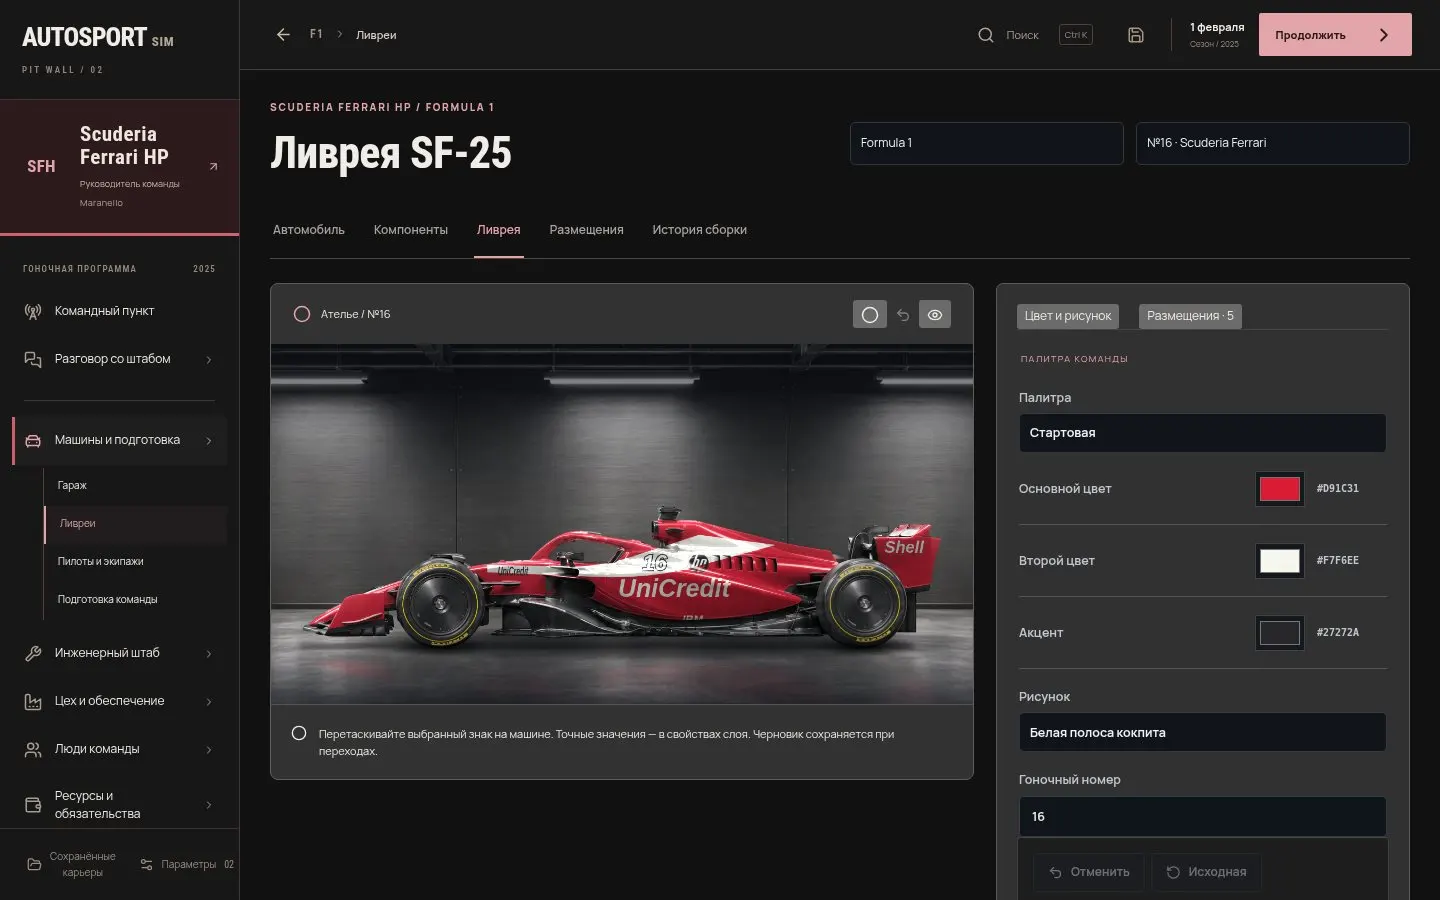 AUTOSPORT SIM
PIT WALL / 02
SFH
Scuderia
Ferrari HP
Руководитель команды
Maranello
ГОНОЧНАЯ ПРОГРАММА 2025
Командный пункт
Разговор со штабом
Машины и подготовка
Гараж
Ливреи
Пилоты и экипажи
Подготовка команды
Инженерный штаб
Цех и обеспечение
Люди команды
Ресурсы и
обязательства
Сохранённые
карьеры
Параметры 02
F1 Ливреи
Поиск Ctrl K
1 февраля
Сезон / 2025
Продолжить
SCUDERIA FERRARI HP / FORMULA 1
Ливрея SF-25
Formula 1
№16 · Scuderia Ferrari
Автомобиль Компоненты Ливрея Размещения История сборки
Ателье / №16
Shell
16
hp
UniCredit
UniCredit
IBM
Перетаскивайте выбранный знак на машине. Точные значения — в свойствах слоя. Черновик сохраняется при
переходах.
Цвет и рисунок Размещения · 5
ПАЛИТРА КОМАНДЫ
Палитра
Стартовая
Основной цвет #D91C31
Второй цвет #F7F6EE
Акцент #27272A
Рисунок
Белая полоса кокпита
Гоночный номер
16
Отменить Исходная